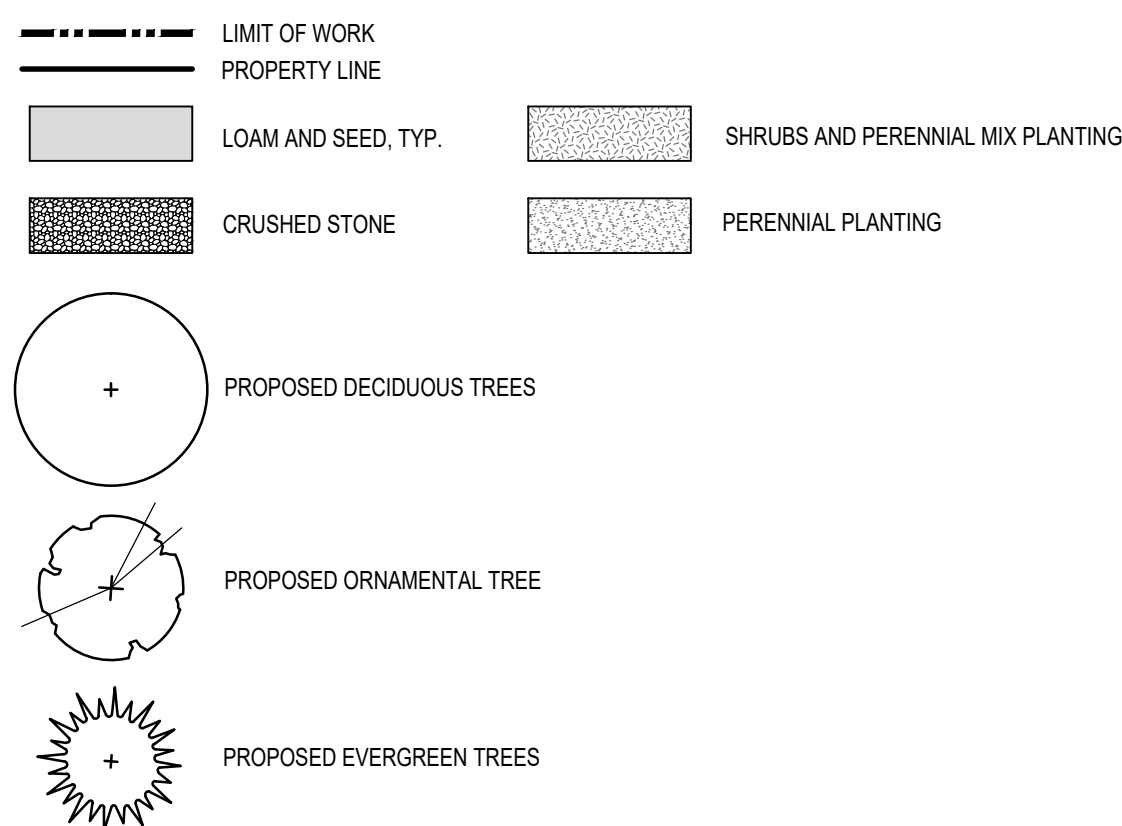 LIMIT OF WORK
PROPERTY LINE
LOAM AND SEED, TYP.
SHRUBS AND PERENNIAL MIX PLANTING
CRUSHED STONE
PERENNIAL PLANTING
PROPOSED DECIDUOUS TREES
PROPOSED ORNAMENTAL TREE
PROPOSED EVERGREEN TREES